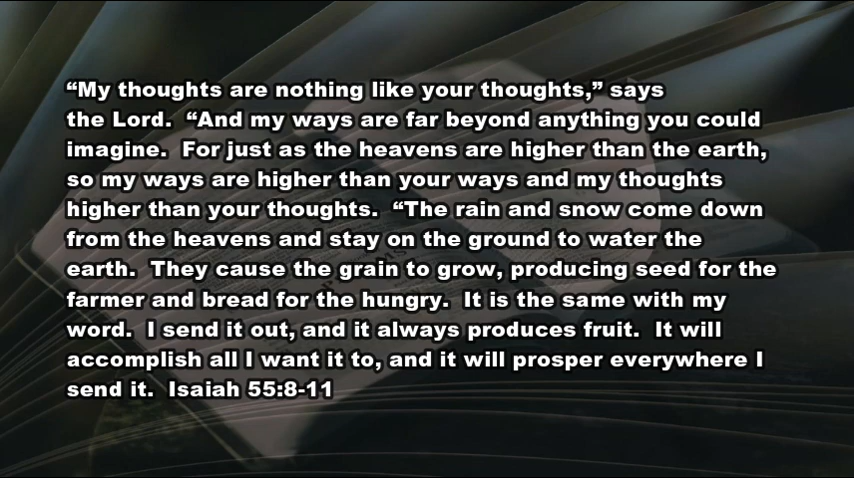 “My thoughts are nothing like your thoughts,” says
the Lord.  “And my ways are far beyond anything you could
imagine.  For just as the heavens are higher than the earth,
so my ways are higher than your ways and my thoughts
higher than your thoughts.  “The rain and snow come down
from the heavens and stay on the ground to water the
earth.  They cause the grain to grow, producing seed for the
farmer and bread for the hungry.  It is the same with my
word.  I send it out, and it always produces fruit.  It will
accomplish all I want it to, and it will prosper everywhere I
send it.  Isaiah 55:8-11